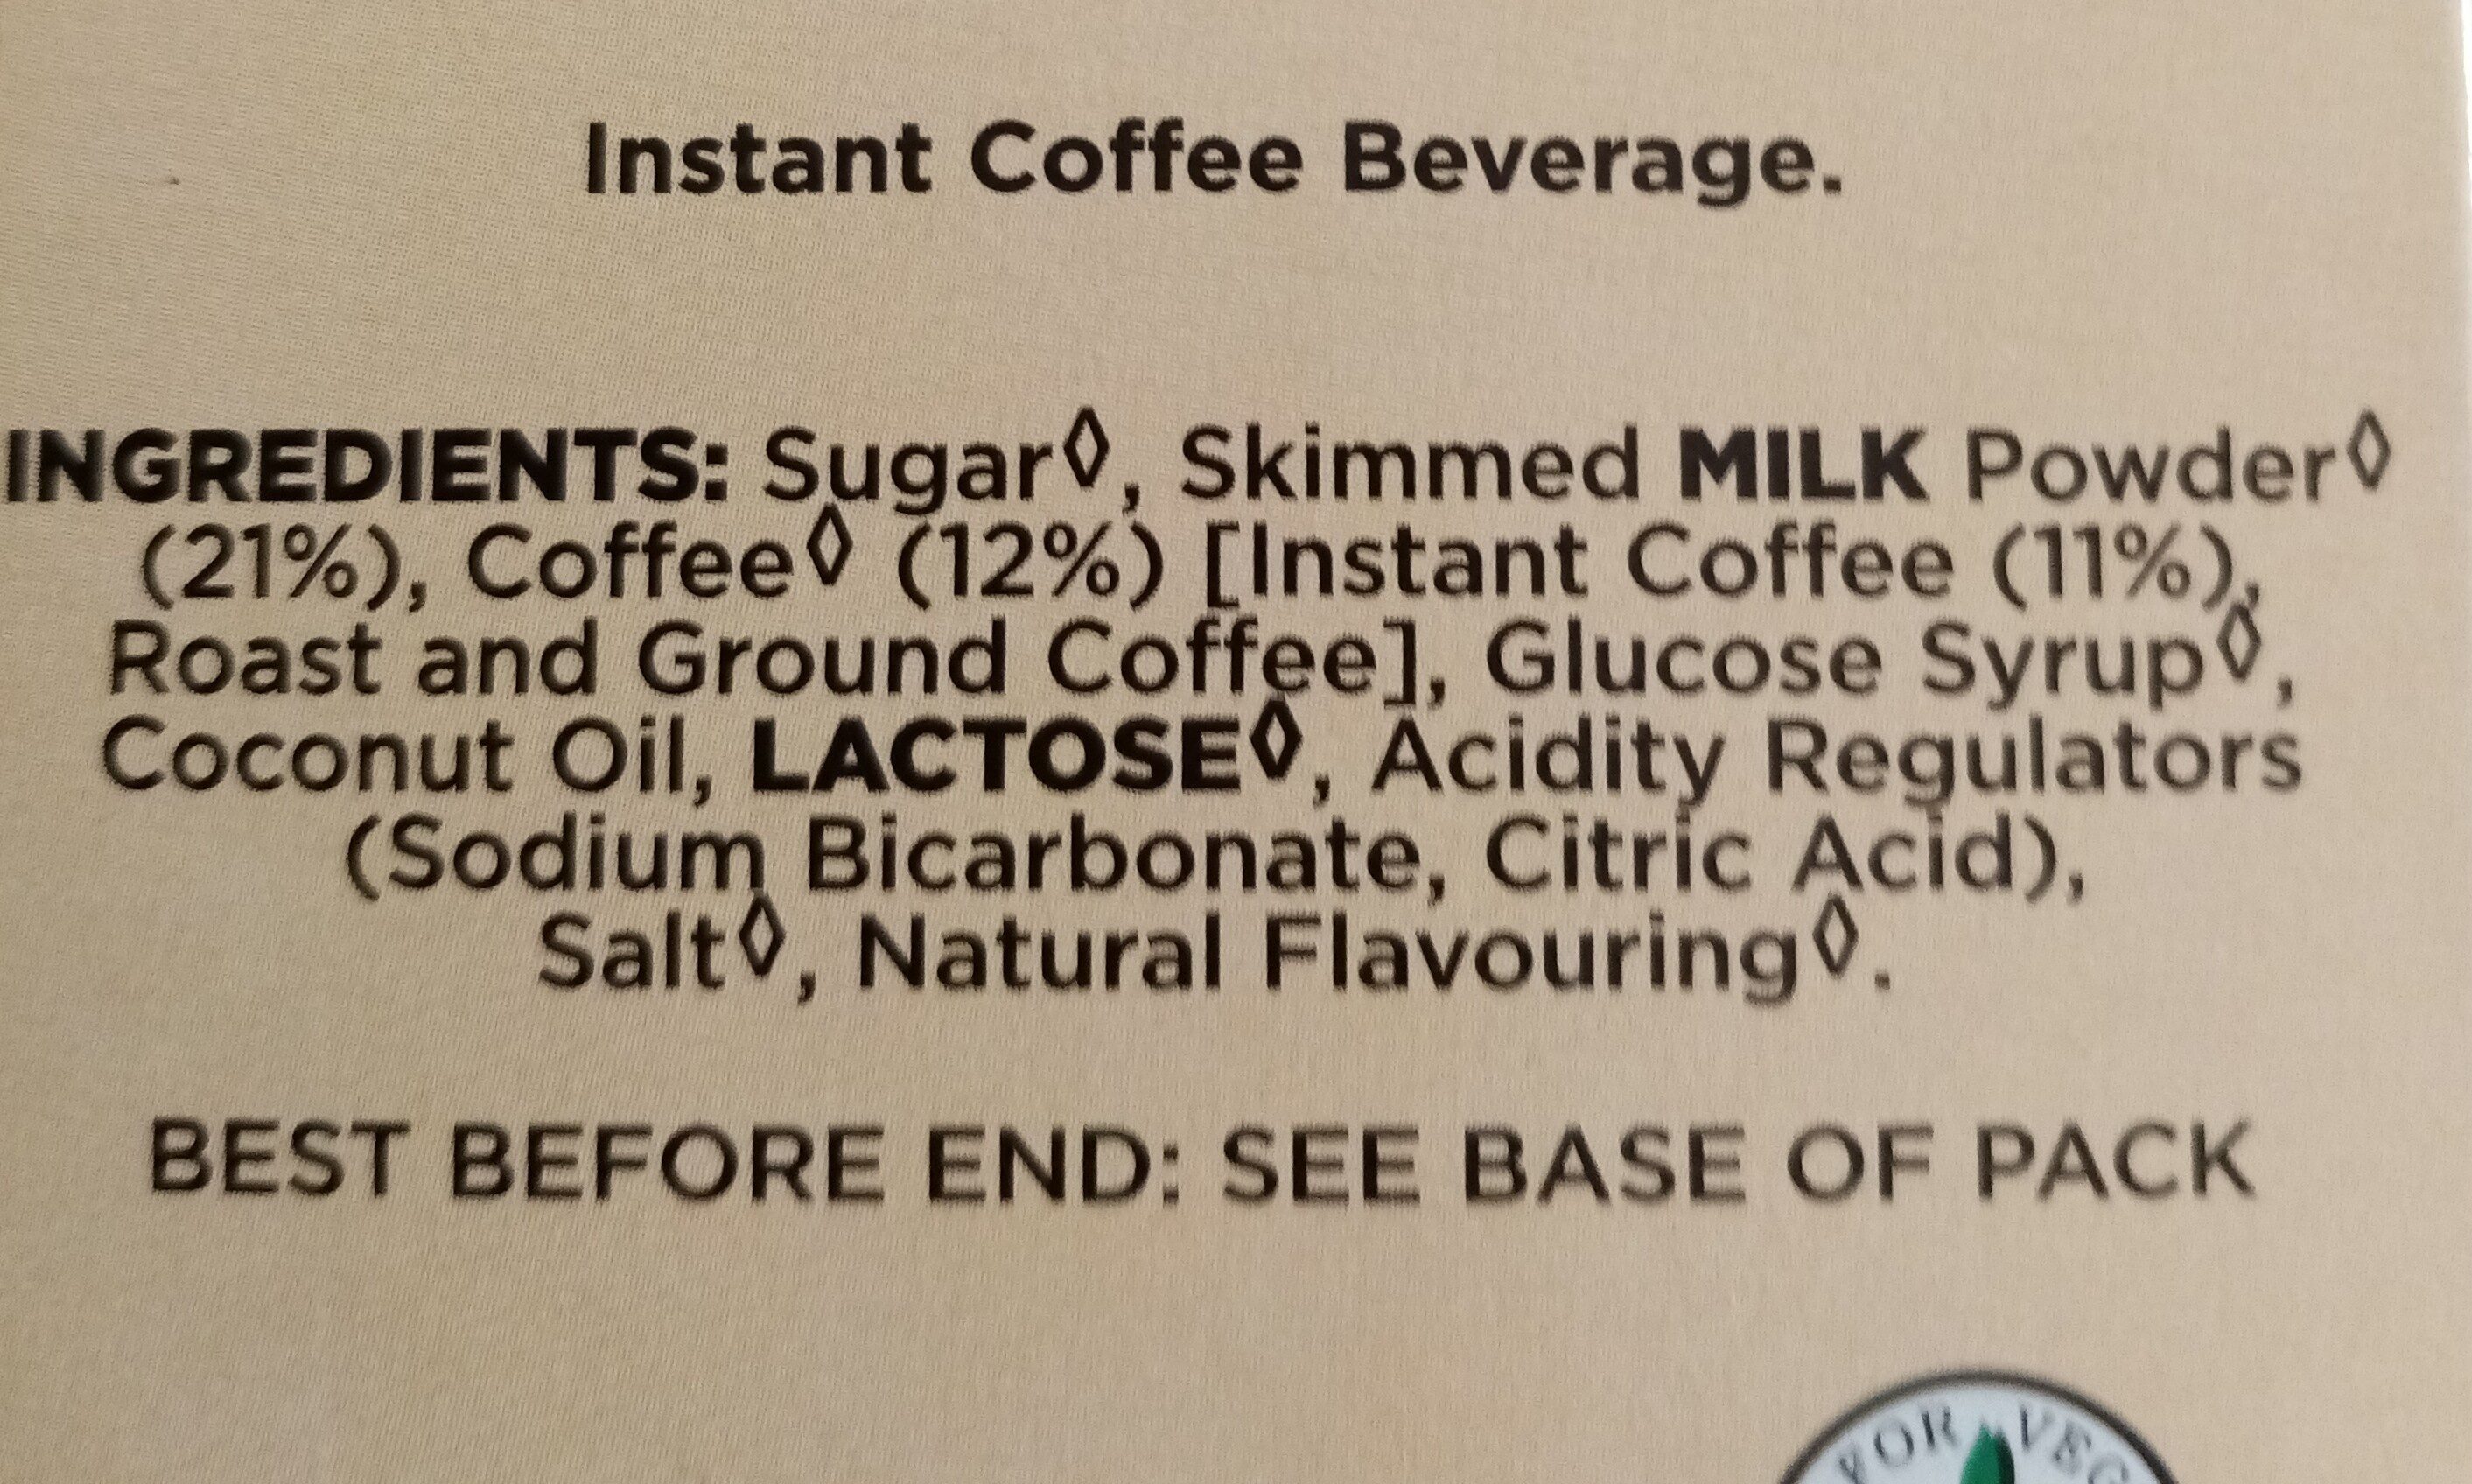 Instant Coffee Beverage.
INGREDIENTS: Sugar◊, Skimmed MILK Powder◊
(21%), Coffee◊ (12%) [Instant Coffee (11%),
Roast and Ground Coffee], Glucose Syrup◊,
Coconut Oil, LACTOSE◊, Acidity Regulators
(Sodium Bicarbonate, Citric Acid),
Salt◊, Natural Flavouring◊.
BEST BEFORE END: SEE BASE OF PACK
FOR VEG